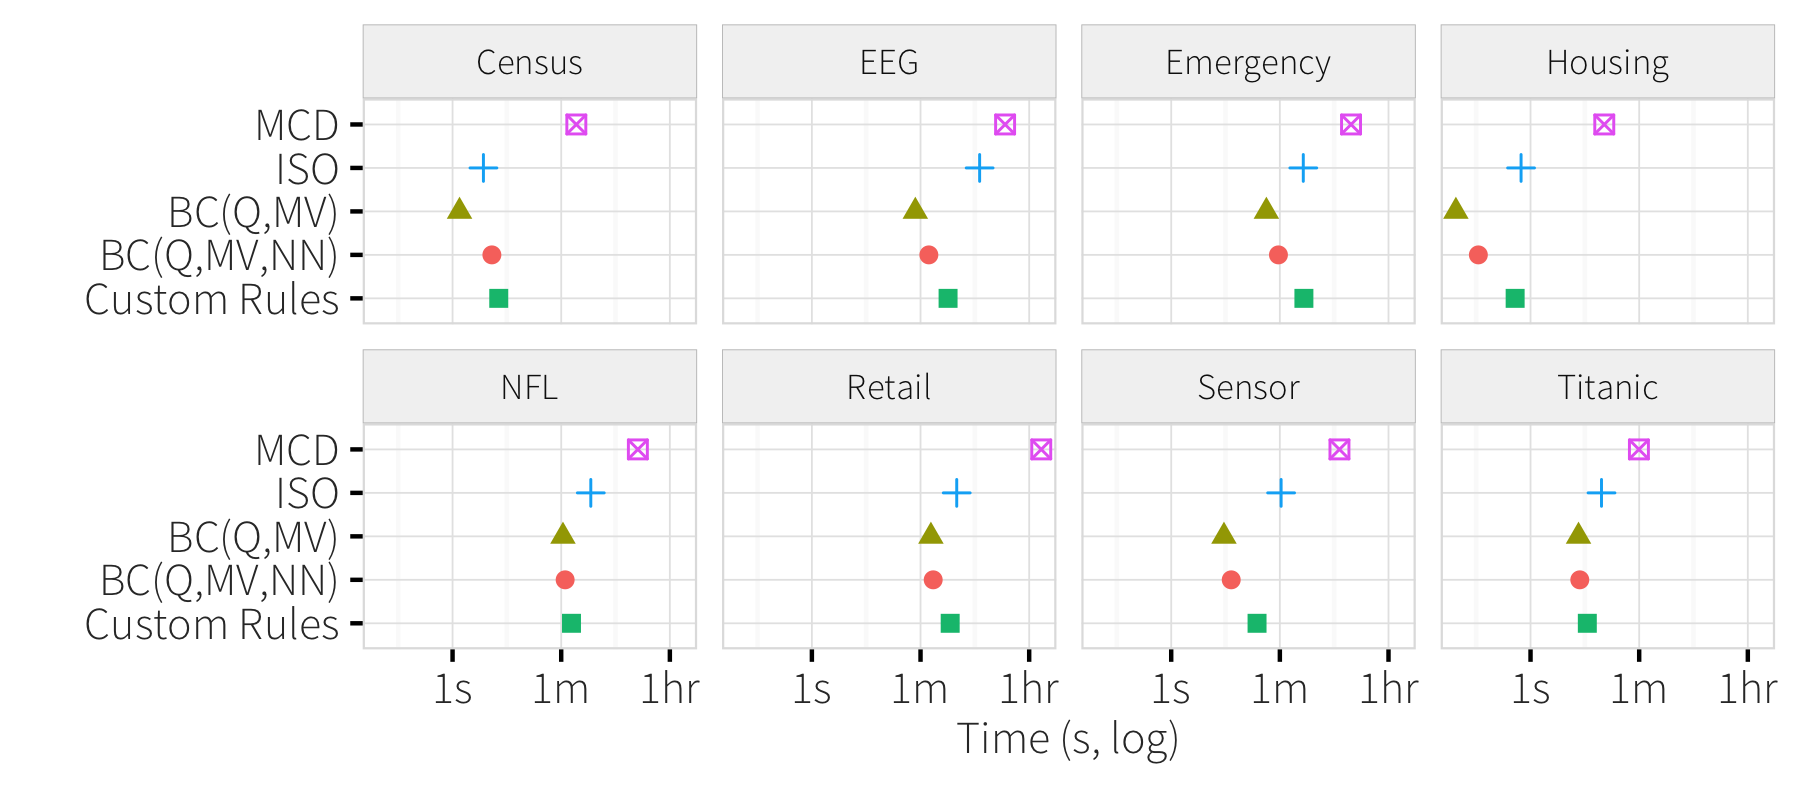 Census EEG Emergency Housing
MCD
ISO
BC(Q,MV)
BC(Q,MV,NN)
Custom Rules
NFL Retail Sensor Titanic
MCD
ISO
BC(Q,MV)
BC(Q,MV,NN)
Custom Rules
1s 1m 1hr 1s 1m 1hr 1s 1m 1hr 1s 1m 1hr
Time (s, log)